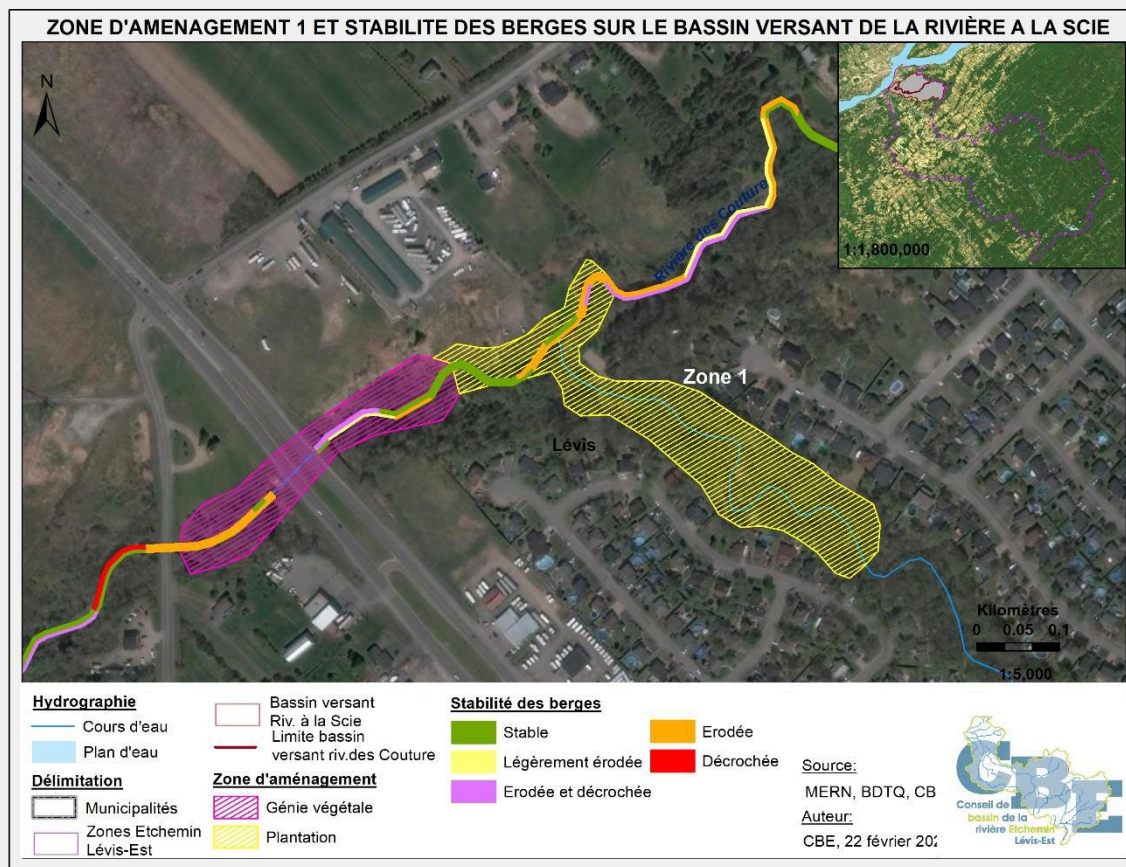 ZONE D'AMENAGEMENT 1 ET STABILITE DES BERGES SUR LE BASSIN VERSANT DE LA RIVIÈRE A LA SCIE
N
1:1,800,000
Rivière des Couture
Zone 1
Lévis
Kilomètres
0 0.05 0.1
1:5,000
Hydrographie
Cours d'eau
Plan d'eau
Délimitation
Municipalités
Zones Etchemin
Lévis-Est
Bassin versant
Riv. à la Scie
Limite bassin
versant riv.des Couture
Zone d'aménagement
Génie végétale
Plantation
Stabilité des berges
Stable
Légèrement érodée
Erodée et décrochée
Erodée
Décrochée
Source:
MERN, BDTQ, CB
Auteur:
CBE, 22 février 202
CBE
Conseil de
bassin de la
rivière Etchemin
Lévis-Est